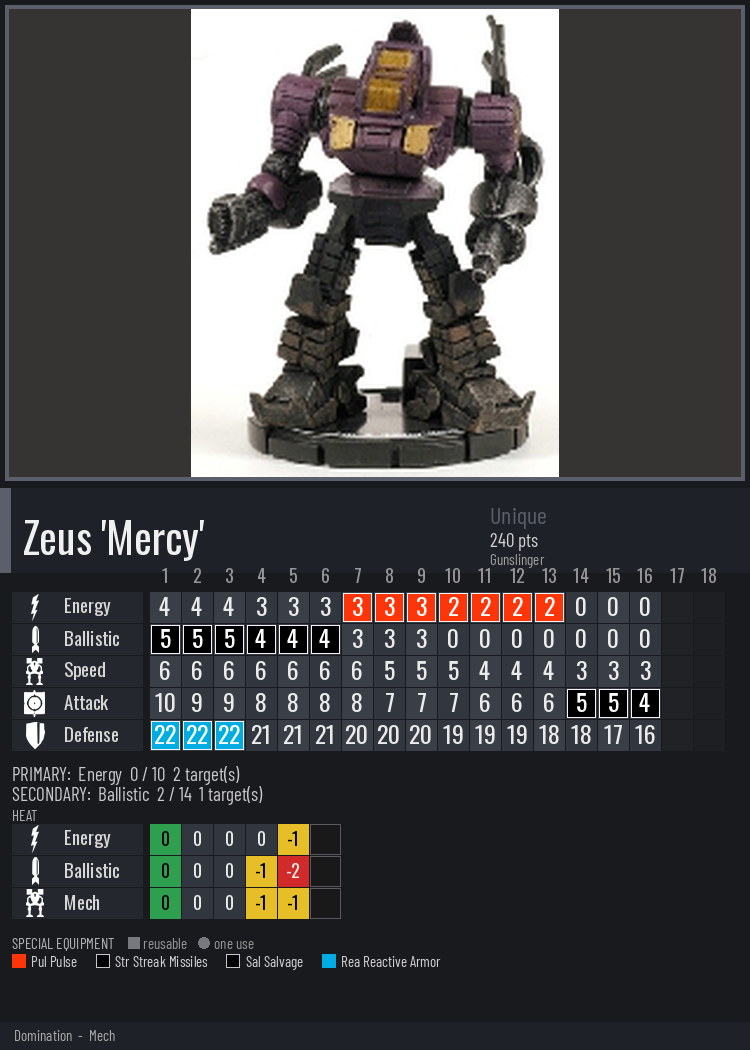 Zeus 'Mercy'
Unique
240 pts
Gunslinger
1 2 3 4 5 6 7 8 9 10 11 12 13 14 15 16 17 18
Energy 4 4 4 3 3 3 3 3 3 2 2 2 2 0 0 0
Ballistic 5 5 5 4 4 4 3 3 3 0 0 0 0 0 0 0
Speed 6 6 6 6 6 6 6 5 5 5 4 4 4 3 3 3
Attack 10 9 9 8 8 8 8 7 7 7 6 6 6 5 5 4
Defense 22 22 22 21 21 21 20 20 20 19 19 19 18 18 17 16
PRIMARY: Energy 0 / 10 2 target(s)
SECONDARY: Ballistic 2 / 14 1 target(s)
HEAT
Energy 0 0 0 0 -1
Ballistic 0 0 0 -1 -2
Mech 0 0 0 -1 -1
SPECIAL EQUIPMENT reusable one use
Pul Pulse Str Streak Missiles Sal Salvage Rea Reactive Armor
Domination - Mech